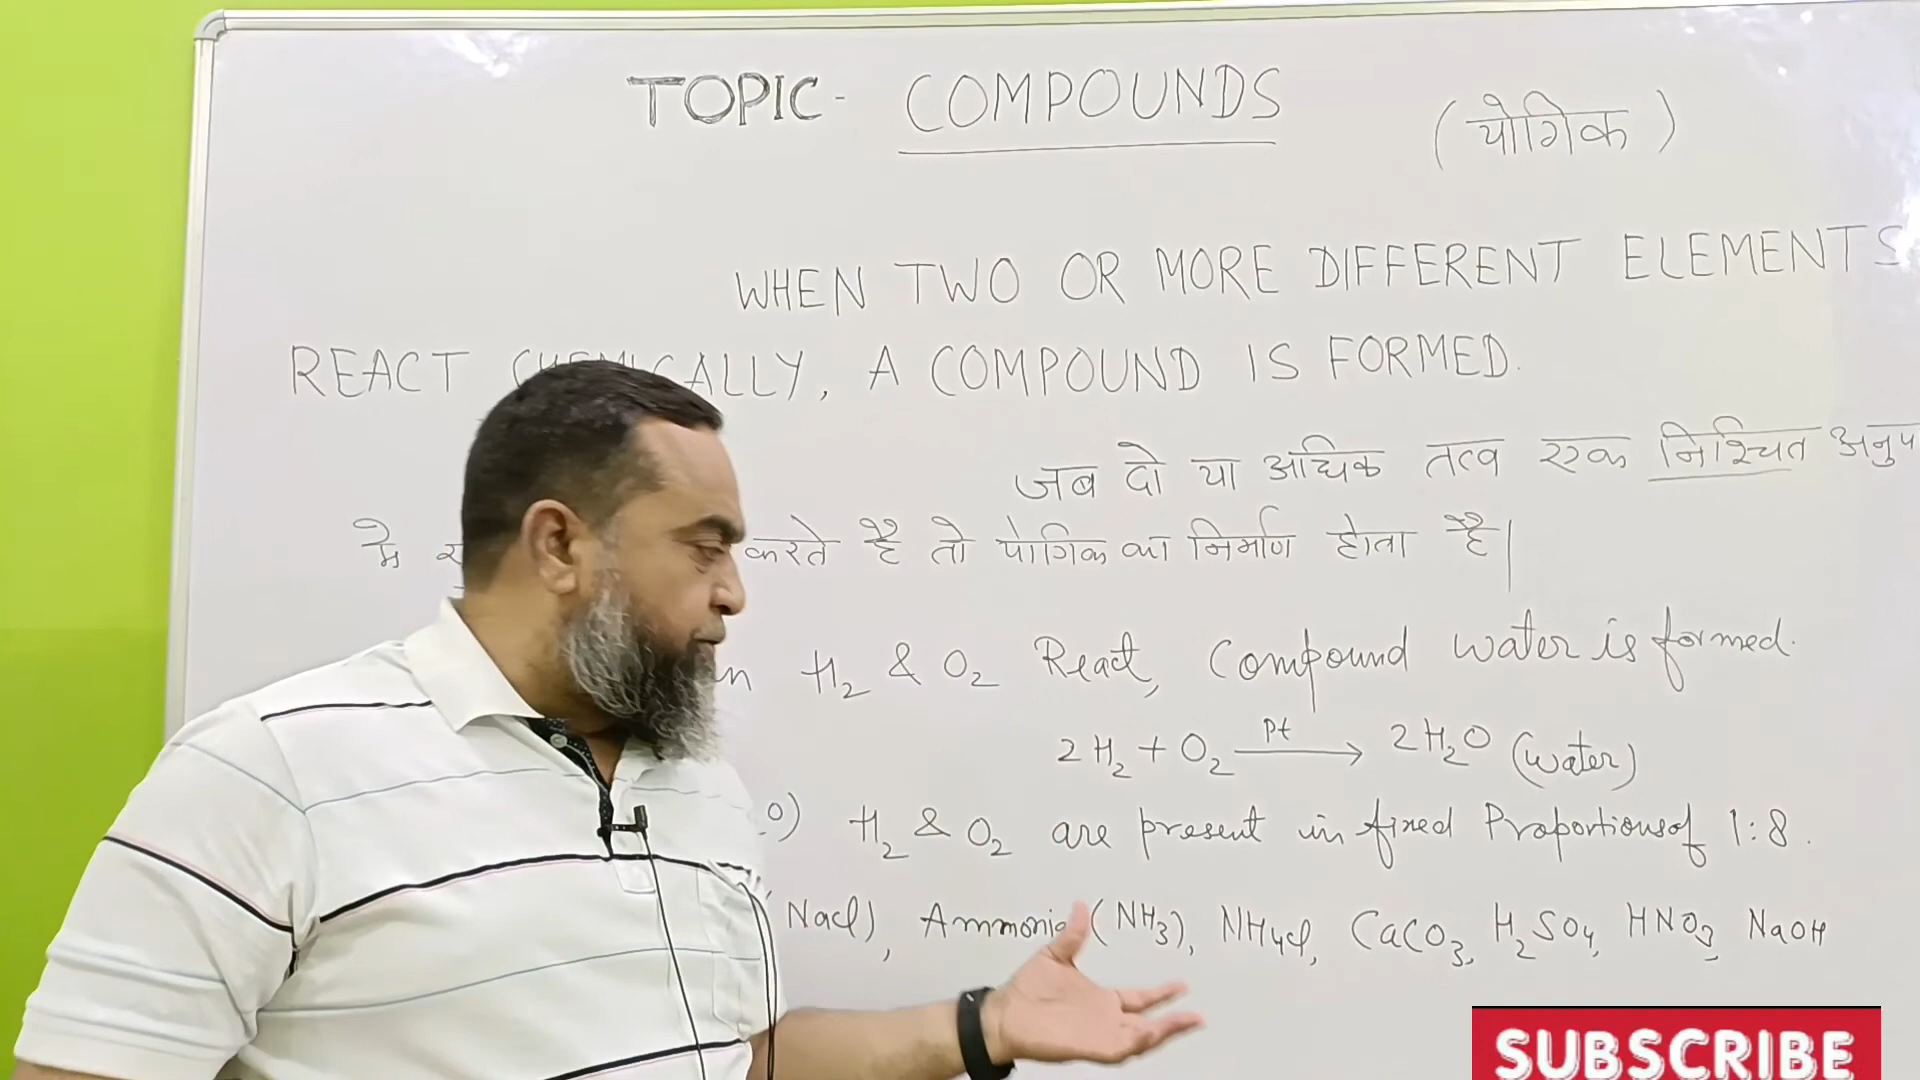 TOPIC - COMPOUNDS (योगिक)
WHEN TWO OR MORE DIFFERENT ELEMENTS
REACT CHEMICALLY, A COMPOUND IS FORMED.
जब दो या अधिक तत्व एक निश्चित
करते है तो योगिक का निर्माण होता है|
H₂ & O₂ React, Compound water is formed.
2H₂ + O₂ Pt → 2H₂O (water)
H₂ & O₂ are present in fixed Proportions of 1:8.
(Nacl), Ammonia (NH₃), NH₄cl, CaCO₃, H₂SO₄, HNO₃, NaOH
SUBSCRIBE